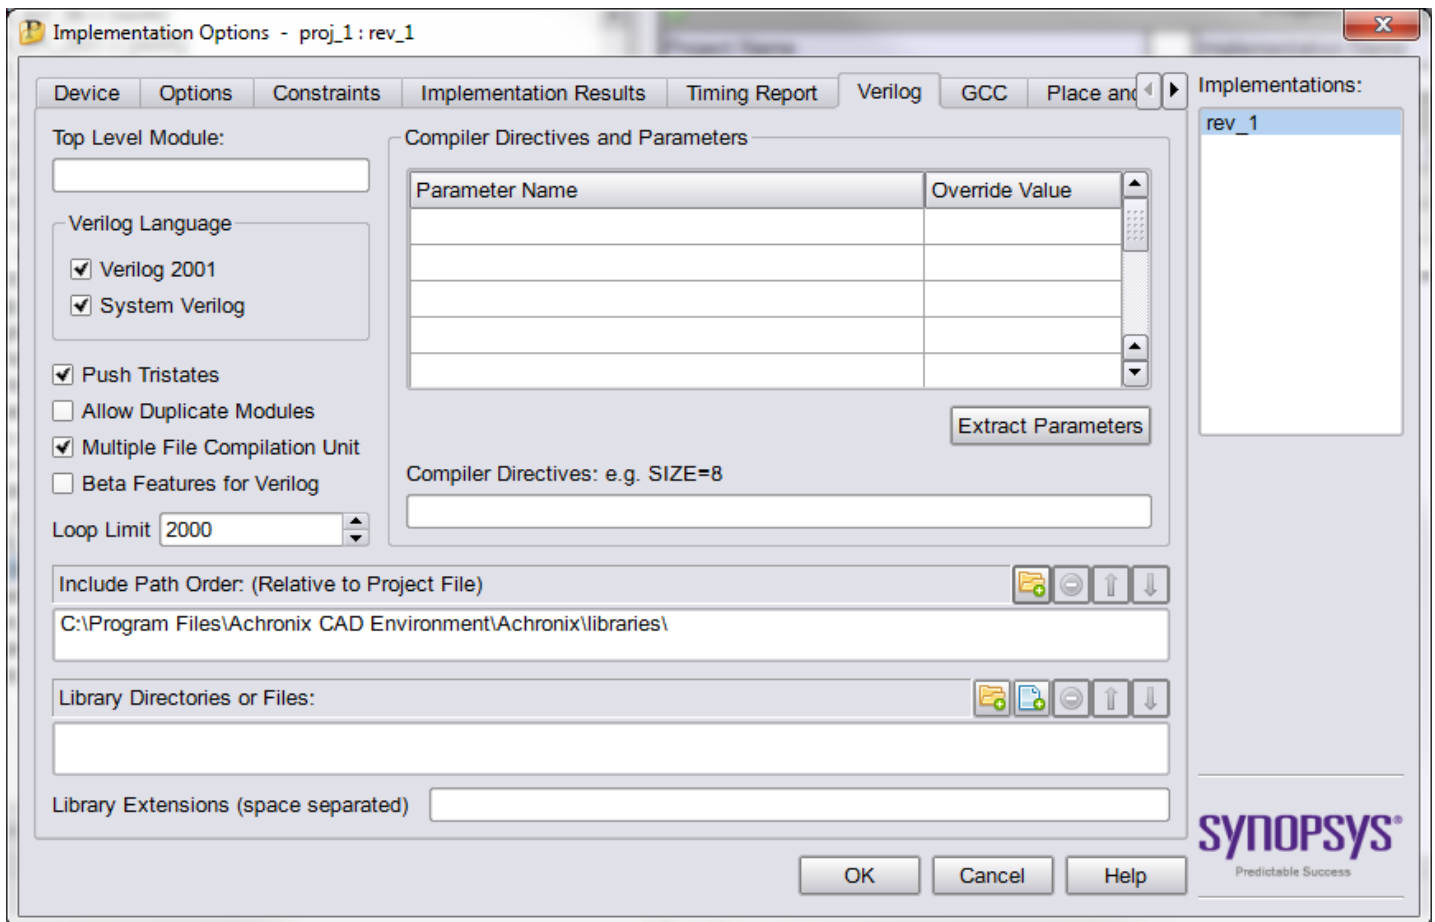 Implementation Options - proj_1 : rev_1
Device Options Constraints Implementation Results Timing Report Verilog GCC Place and
Implementations:
rev_1
Top Level Module:
Verilog Language
Verilog 2001
System Verilog
Push Tristates
Allow Duplicate Modules
Multiple File Compilation Unit
Beta Features for Verilog
Loop Limit 2000
Compiler Directives and Parameters
Parameter Name Override Value
Extract Parameters
Compiler Directives: e.g. SIZE=8
Include Path Order: (Relative to Project File)
C:\Program Files\Achronix CAD Environment\Achronix\libraries\
Library Directories or Files:
Library Extensions (space separated)
SYNOPSYS®
Predictable Success
OK Cancel Help